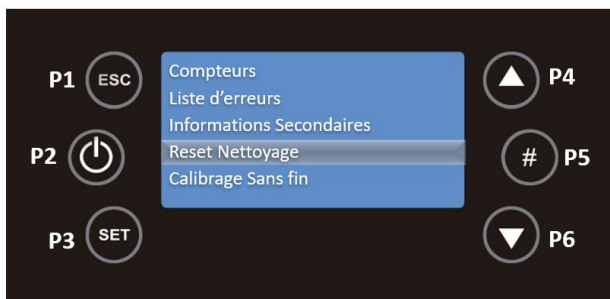 P1 ESC
Compteurs
Liste d'erreurs
Informations Secondaires
Reset Nettoyage
Calibrage Sans fin
P4
P2
# P5
P3 SET
P6